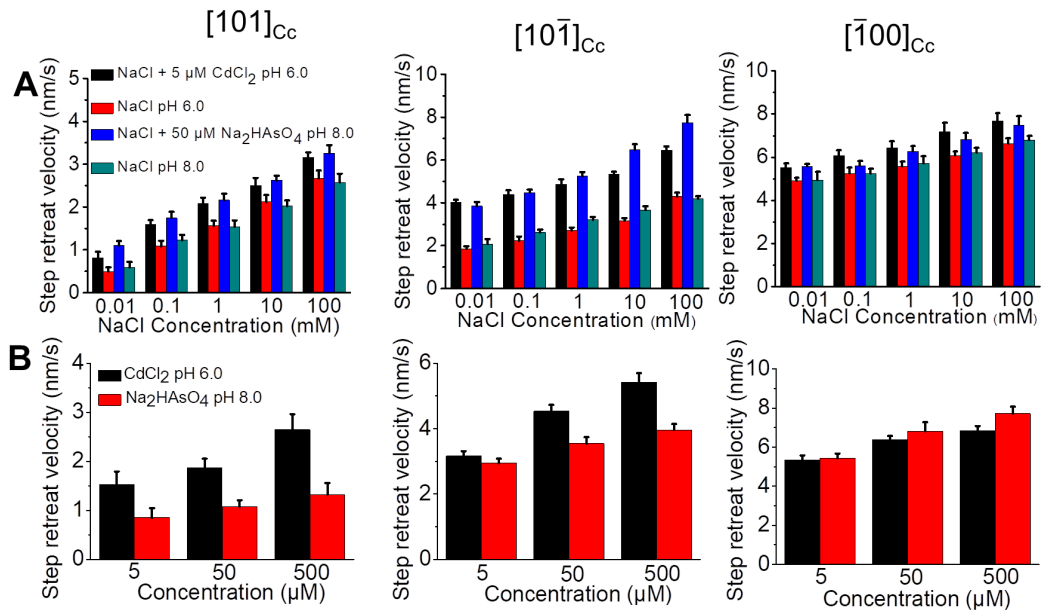 [101]Cc
[101̅]Cc
[1̅00]Cc
A
Step retreat velocity (nm/s)
5
4
3
2
1
0
NaCl + 5 µM CdCl2 pH 6.0
NaCl pH 6.0
NaCl + 50 µM Na2HAsO4 pH 8.0
NaCl pH 8.0
0.01 0.1 1 10 100
NaCl Concentration (mM)
Step retreat velocity (nm/s)
10
8
6
4
2
0
0.01 0.1 1 10 100
NaCl Concentration (mM)
Step retreat velocity (nm/s)
10
8
6
4
2
0
0.01 0.1 1 10 100
NaCl Concentration (mM)
B
Step retreat velocity (nm/s)
4
3
2
1
0
CdCl2 pH 6.0
Na2HAsO4 pH 8.0
5 50 500
Concentration (µM)
Step retreat velocity (nm/s)
6
4
2
0
5 50 500
Concentration (µM)
Step retreat velocity (nm/s)
10
8
6
4
2
0
5 50 500
Concentration (µM)